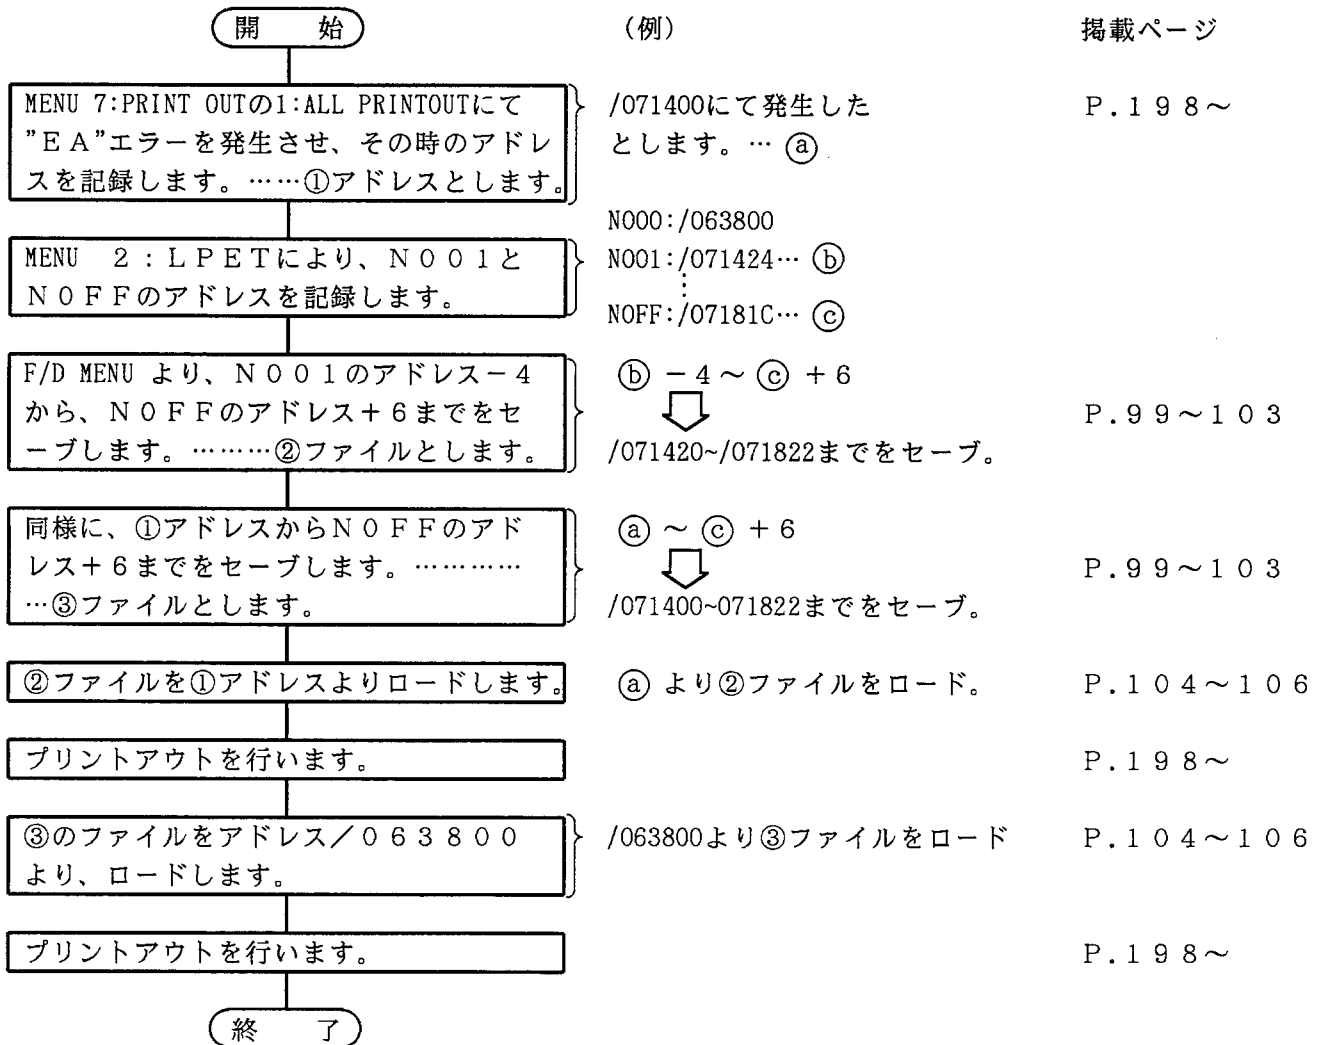 開　始
（例）
掲載ページ
MENU 7:PRINT OUTの1:ALL PRINTOUTにて
"ＥＡ"エラーを発生させ、その時のアドレ
スを記録します。……①アドレスとします。
/071400にて発生した
とします。… ⓐ
P.198～
MENU　2：ＬＰＥＴにより、Ｎ００１と
Ｎ０ＦＦのアドレスを記録します。
N000:/063800
N001:/071424… ⓑ
⋮
N0FF:/07181C… ⓒ
F/D MENU より、Ｎ００１のアドレス－４
から、Ｎ０ＦＦのアドレス＋６までをセ
ーブします。………②ファイルとします。
ⓑ －4～ ⓒ ＋6
/071420~/071822までをセーブ。
P.99～103
同様に、①アドレスからＮ０ＦＦのアド
レス＋６までをセーブします。…………
…③ファイルとします。
ⓐ ～ ⓒ ＋6
/071400~071822までをセーブ。
P.99～103
②ファイルを①アドレスよりロードします。
ⓐ より②ファイルをロード。
P.104～106
プリントアウトを行います。
P.198～
③のファイルをアドレス／０６３８００
より、ロードします。
/063800より③ファイルをロード
P.104～106
プリントアウトを行います。
P.198～
終　了